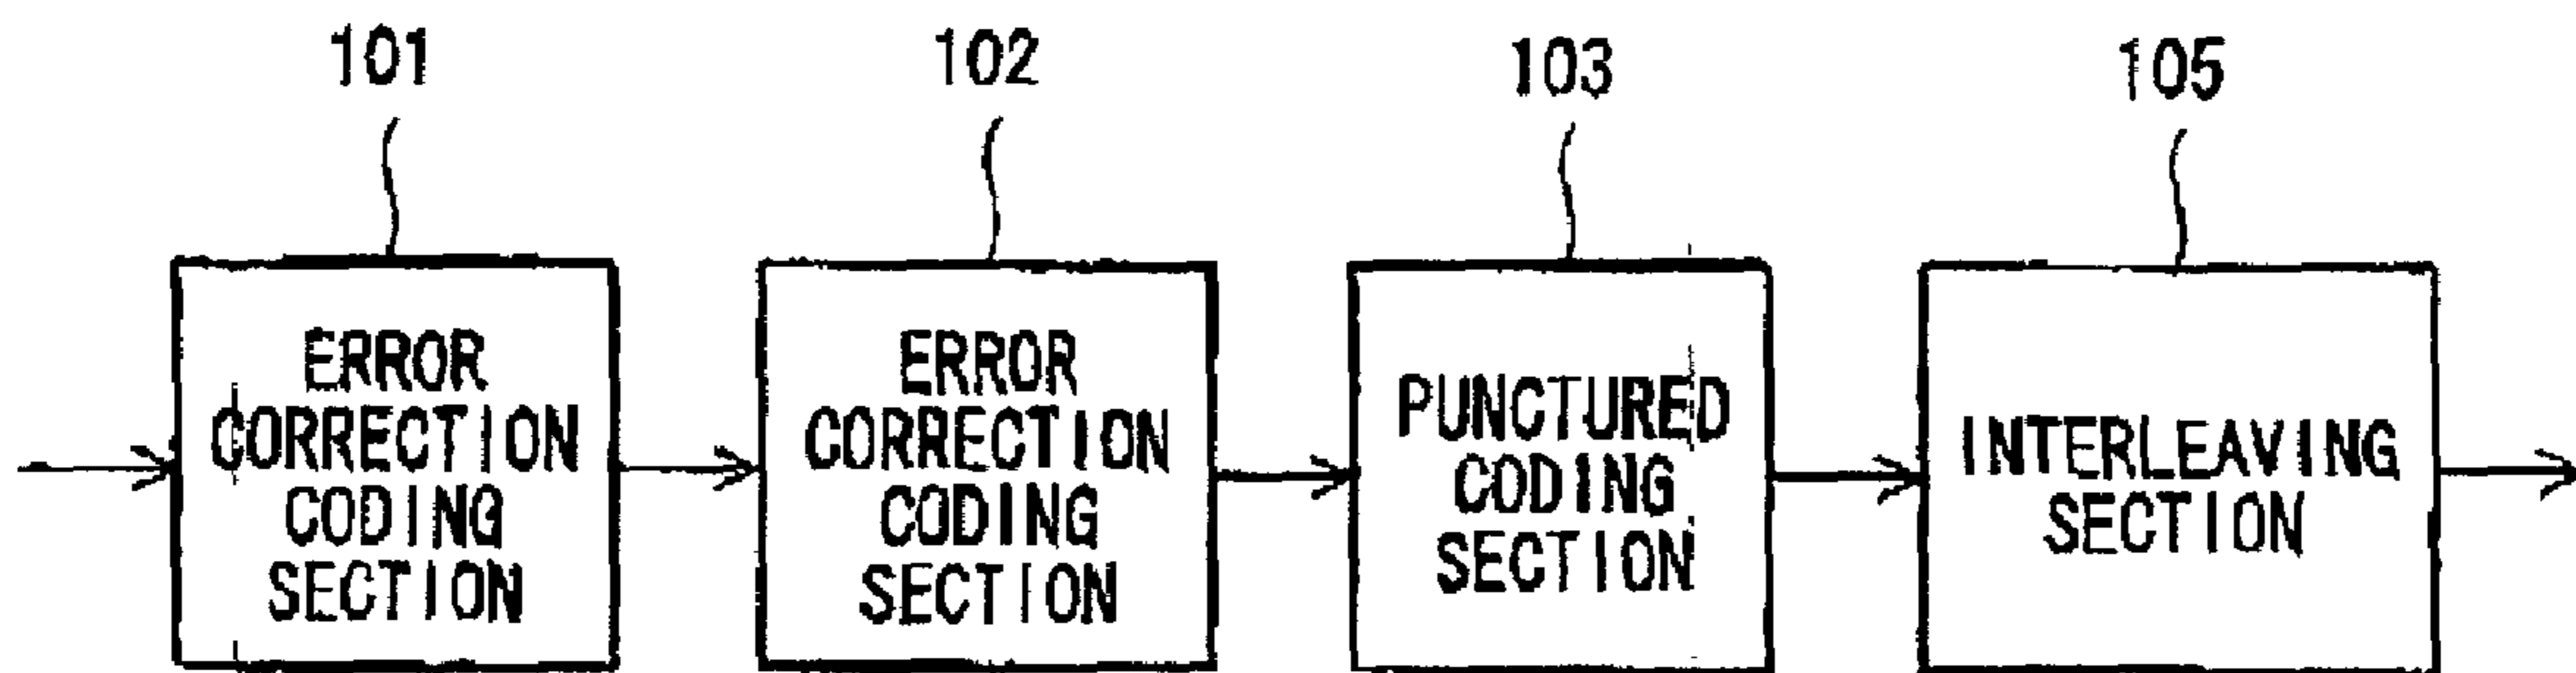 101
102
103
105
ERROR
CORRECTION
CODING
SECTION
ERROR
CORRECTION
CODING
SECTION
PUNCTURED
CODING
SECTION
INTERLEAVING
SECTION